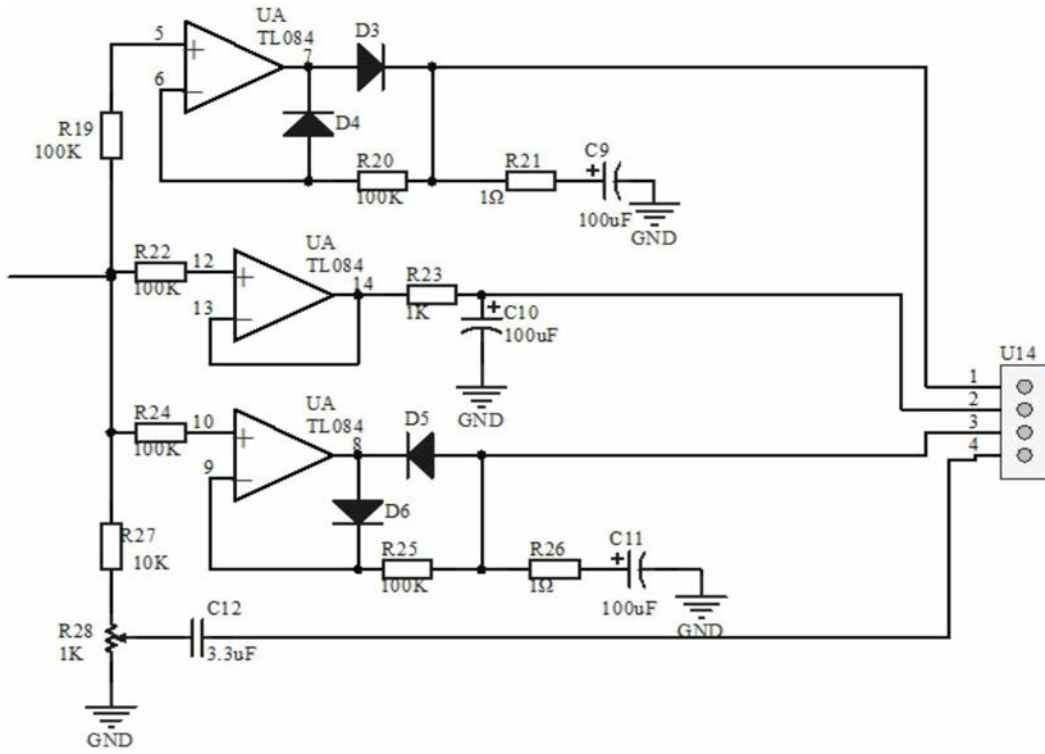 UA
TL084
5
6
7
D3
D4
R19
100K
R20
100K
R21
1Ω
C9
+
100uF
GND
R22
100K
12
13
UA
TL084
14
R23
1K
+
C10
100uF
GND
U14
1
2
3
4
R24
100K
10
9
UA
TL084
8
D5
D6
R25
100K
R26
1Ω
C11
+
100uF
GND
R27
10K
R28
1K
C12
3.3uF
GND